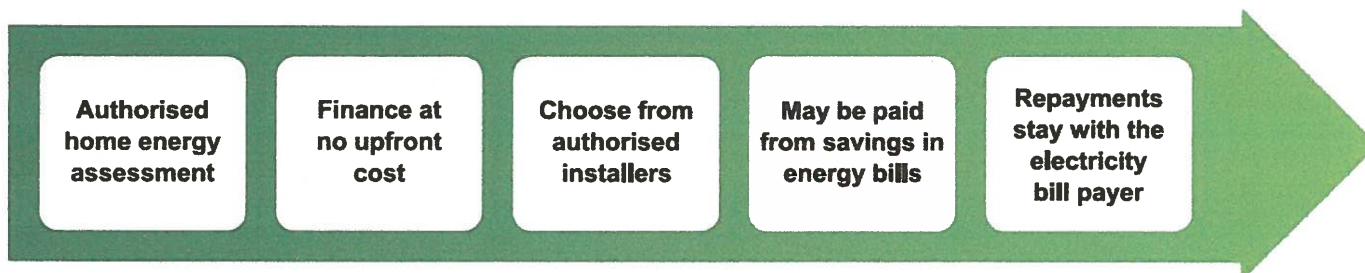 Authorised
home energy
assessment
Finance at
no upfront
cost
Choose from
authorised
installers
May be paid
from savings in
energy bills
Repayments
stay with the
electricity
bill payer